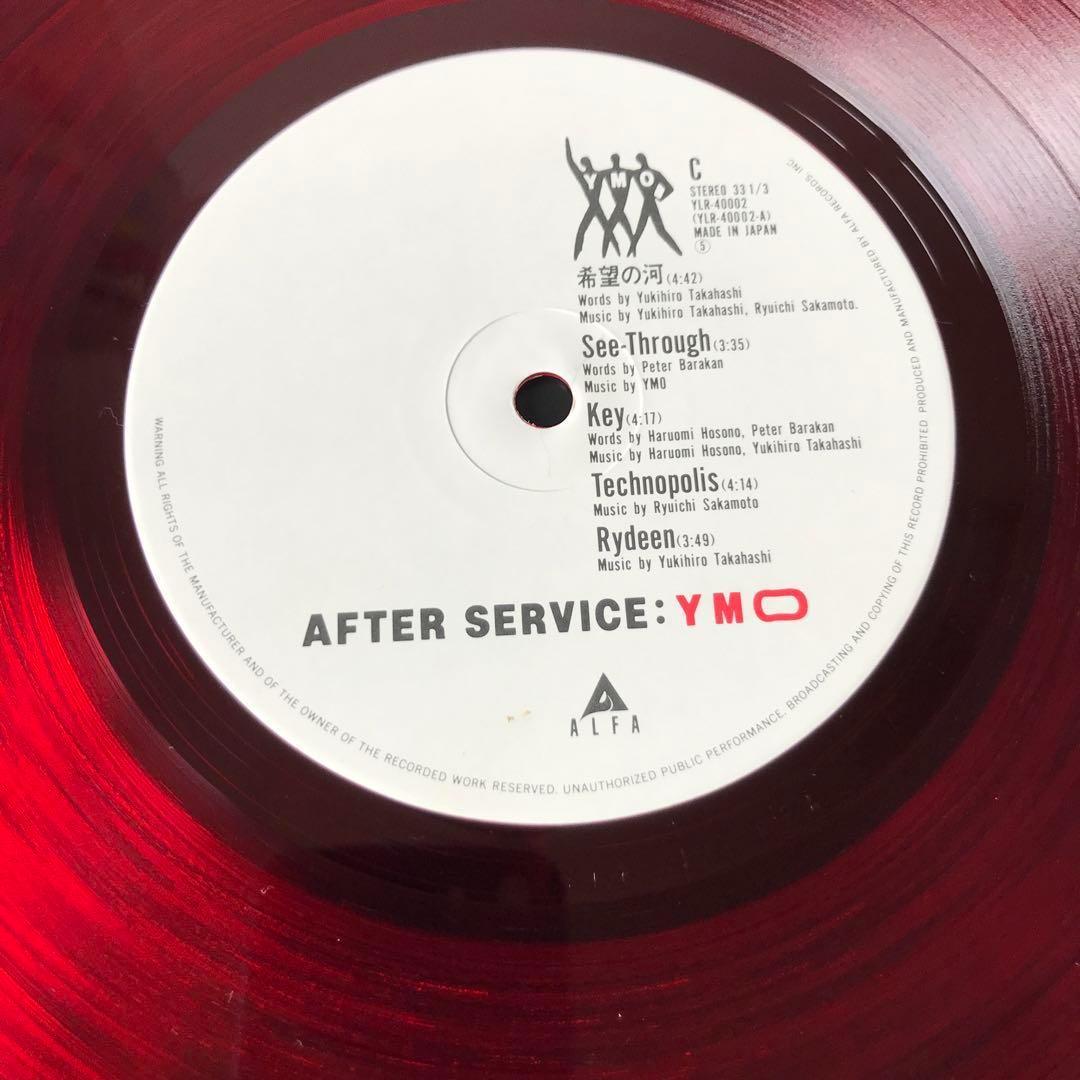 YMO
C
STEREO 33 1/3
YLR-40002
(YLR-40002-A)
MADE IN JAPAN
⑤
希望の河(4:42)
Words by Yukihiro Takahashi
Music by Yukihiro Takahashi, Ryuichi Sakamoto.
See-Through(3:35)
Words by Peter Barakan
Music by YMO
Key(4:17)
Words by Haruomi Hosono, Peter Barakan
Music by Haruomi Hosono, Yukihiro Takahashi
Technopolis(4:14)
Music by Ryuichi Sakamoto
Rydeen(3:49)
Music by Yukihiro Takahashi
AFTER SERVICE: YMO
ALFA
WARNING ALL RIGHTS OF THE MANUFACTURER AND OF THE OWNER OF THE RECORDED WORK RESERVED. UNAUTHORIZED PUBLIC PERFORMANCE. BROADCASTING AND COPYING OF THIS RECORD PROHIBITED PRODUCED AND MANUFACTURED BY ALFA RECORDS, INC